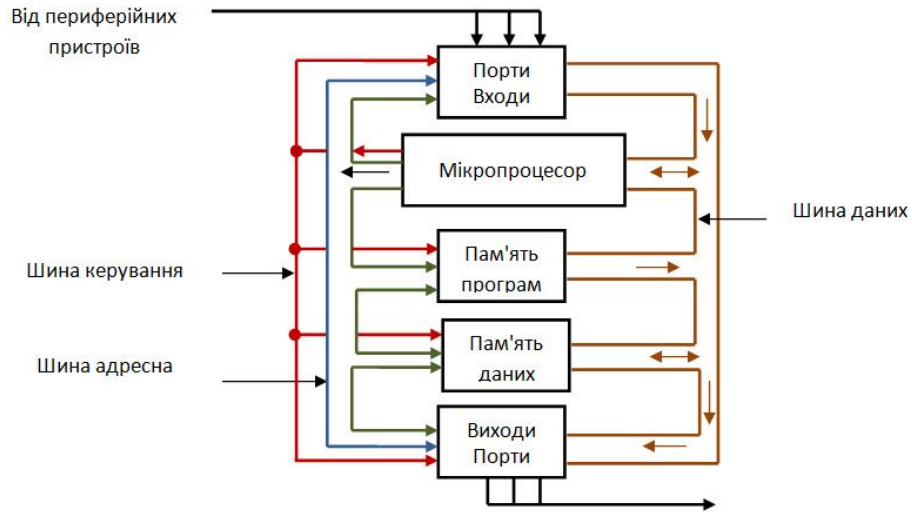 Від периферійних
пристроїв
Порти
Входи
Мікропроцесор
Шина даних
Пам'ять
програм
Шина керування
Пам'ять
даних
Шина адресна
Виходи
Порти